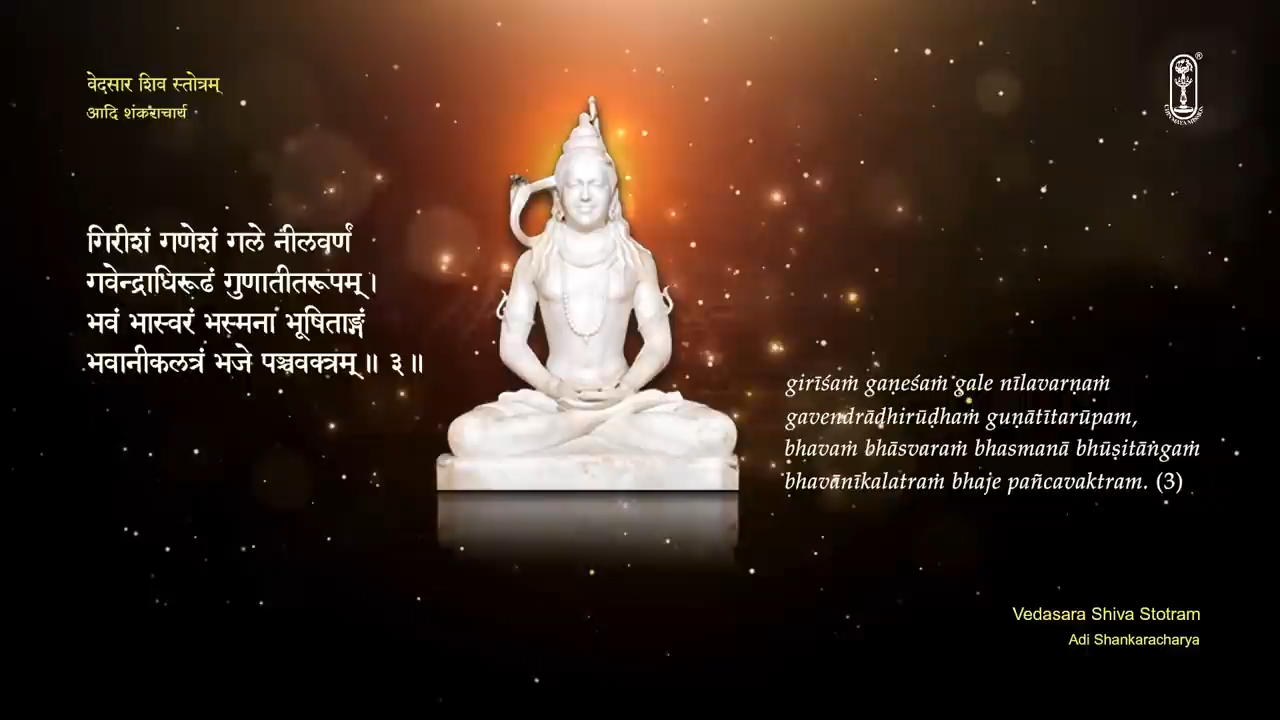 वेदसार शिव स्तोत्रम्
आदि शंकराचार्य
गिरीशं गणेशं गले नीलवर्णं
गवेन्द्राधिरूढं गुणातीतरूपम् ।
भवं भास्वरं भस्मना भूषिताङ्गं
भवानीकलत्रं भजे पञ्चवक्त्रम् ॥ ३ ॥
girīśaṁ gaṇeśaṁ gale nīlavarṇaṁ
gavendrādhirūḍhaṁ guṇātītarūpam,
bhavaṁ bhāsvaraṁ bhasmanā bhūṣitāṅgaṁ
bhavānīkalatraṁ bhaje pañcavaktram. (3)
Vedasara Shiva Stotram
Adi Shankaracharya
CHINMAYA MISSION
®